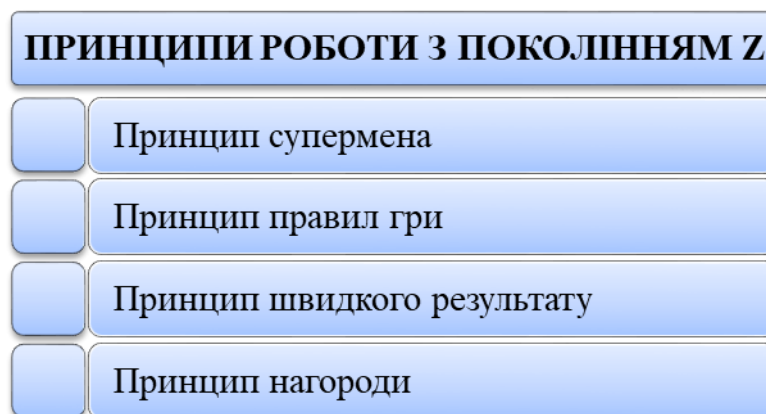 ПРИНЦИПИ РОБОТИ З ПОКОЛІННЯМ Z
Принцип супермена
Принцип правил гри
Принцип швидкого результату
Принцип нагороди